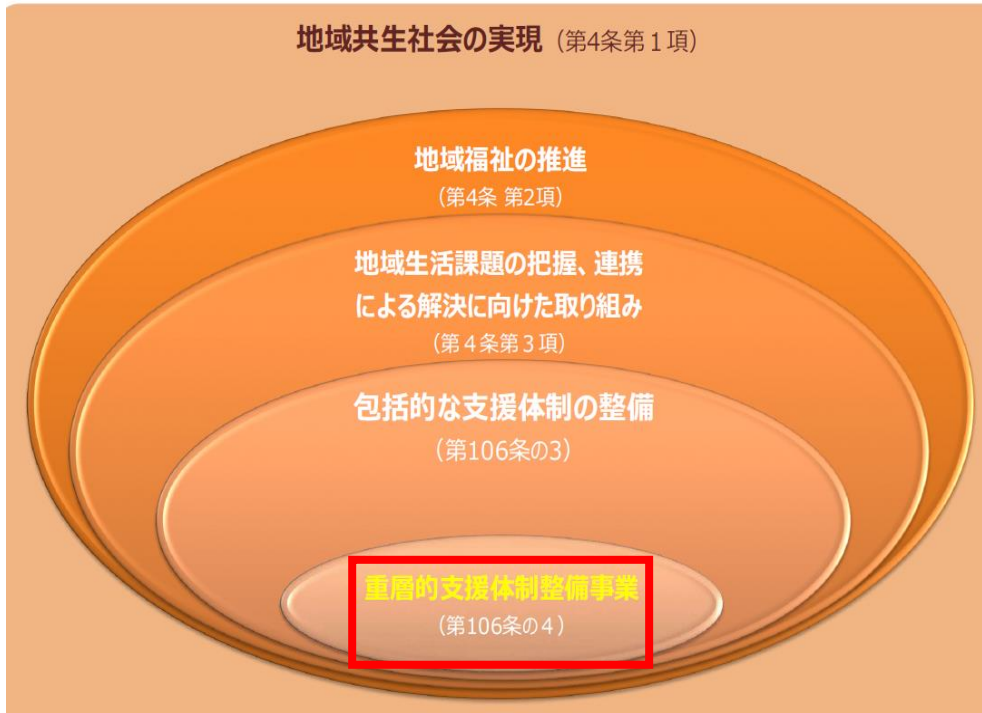 地域共生社会の実現（第4条第１項）
地域福祉の推進
（第4条 第2項）
地域生活課題の把握、連携
による解決に向けた取り組み
（第４条第３項）
包括的な支援体制の整備
（第106条の3）
重層的支援体制整備事業
（第106条の４）